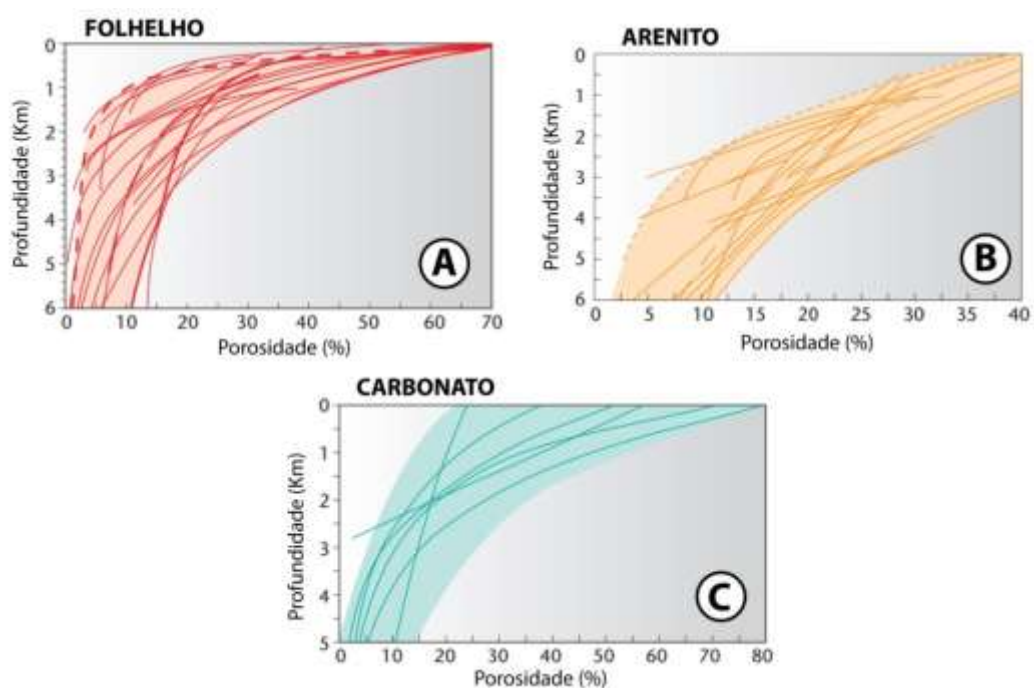 FOLHELHO
0
1
2
3
4
5
6
Profundidade (Km)
0 10 20 30 40 50 60 70
Porosidade (%)
A
ARENITO
0
1
2
3
4
5
6
Profundidade (Km)
0 5 10 15 20 25 30 35 40
Porosidade (%)
B
CARBONATO
0
1
2
3
4
5
Profundidade (Km)
0 10 20 30 40 50 60 70 80
Porosidade (%)
C